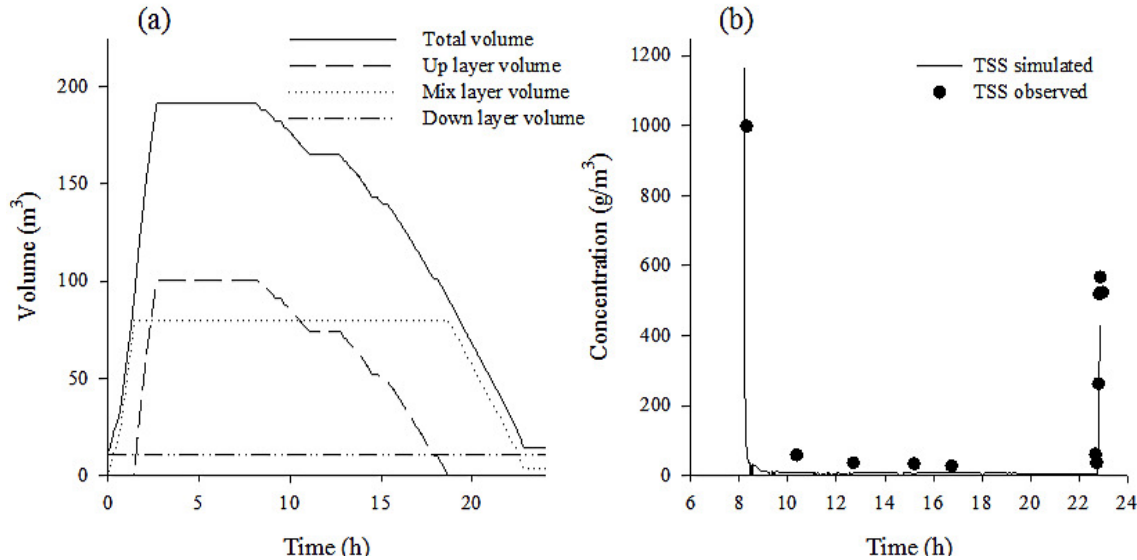 (a)
Total volume
Up layer volume
Mix layer volume
Down layer volume
Volume (m³)
200
150
100
50
0
0 5 10 15 20
Time (h)
(b)
TSS simulated
TSS observed
Concentration (g/m³)
1200
1000
800
600
400
200
0
6 8 10 12 14 16 18 20 22 24
Time (h)